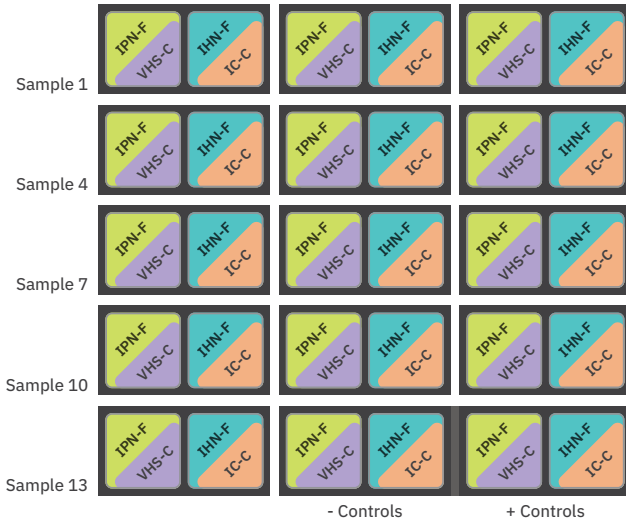 IPN-F VHS-C IHN-F IC-C IPN-F VHS-C IHN-F IC-C IPN-F VHS-C IHN-F IC-C
Sample 1
IPN-F VHS-C IHN-F IC-C IPN-F VHS-C IHN-F IC-C IPN-F VHS-C IHN-F IC-C
Sample 4
IPN-F VHS-C IHN-F IC-C IPN-F VHS-C IHN-F IC-C IPN-F VHS-C IHN-F IC-C
Sample 7
IPN-F VHS-C IHN-F IC-C IPN-F VHS-C IHN-F IC-C IPN-F VHS-C IHN-F IC-C
Sample 10
IPN-F VHS-C IHN-F IC-C IPN-F VHS-C IHN-F IC-C IPN-F VHS-C IHN-F IC-C
Sample 13
- Controls + Controls